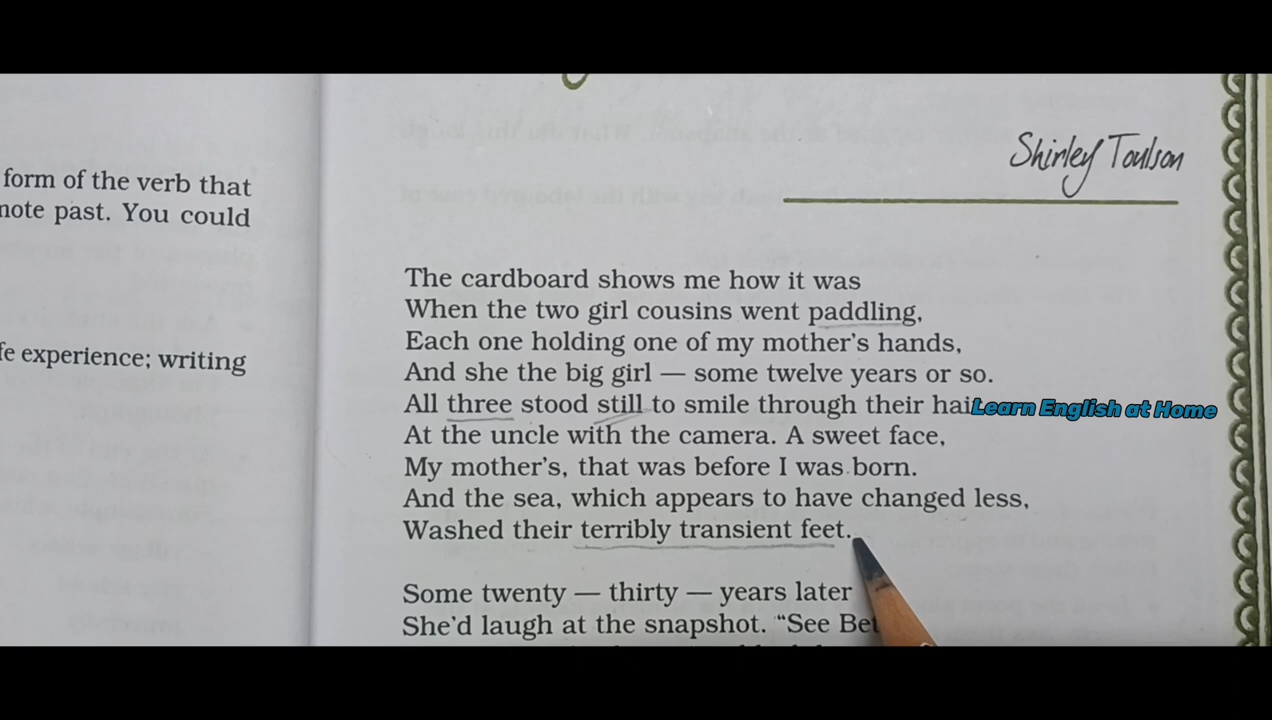 Shirley Toulson
form of the verb that
mote past. You could
fe experience; writing
The cardboard shows me how it was
When the two girl cousins went paddling,
Each one holding one of my mother's hands,
And she the big girl — some twelve years or so.
All three stood still to smile through their hai
Learn English at Home
At the uncle with the camera. A sweet face,
My mother's, that was before I was born.
And the sea, which appears to have changed less,
Washed their terribly transient feet.
Some twenty — thirty — years later
She'd laugh at the snapshot. "See Bet